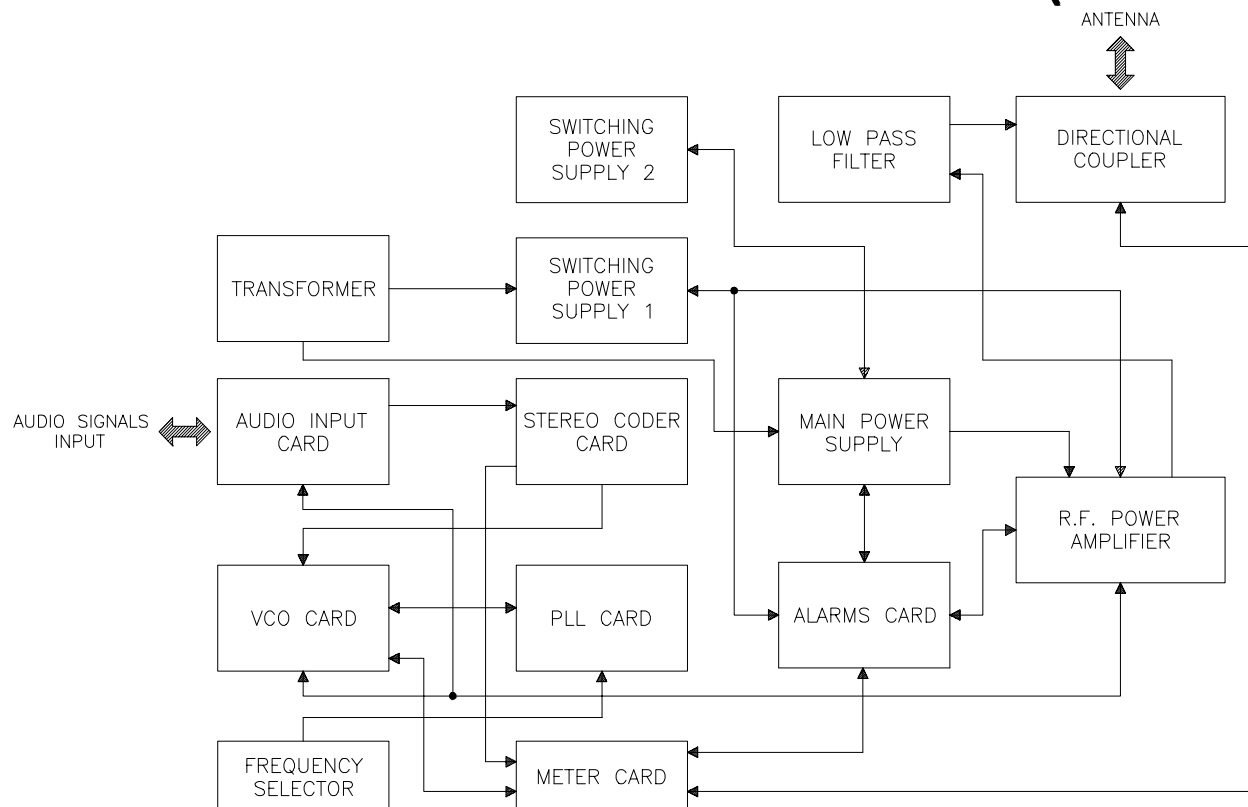 ANTENNA
SWITCHING
POWER
SUPPLY 2
LOW PASS
FILTER
DIRECTIONAL
COUPLER
TRANSFORMER
SWITCHING
POWER
SUPPLY 1
AUDIO SIGNALS
INPUT
AUDIO INPUT
CARD
STEREO CODER
CARD
MAIN POWER
SUPPLY
R.F. POWER
AMPLIFIER
VCO CARD
PLL CARD
ALARMS CARD
FREQUENCY
SELECTOR
METER CARD